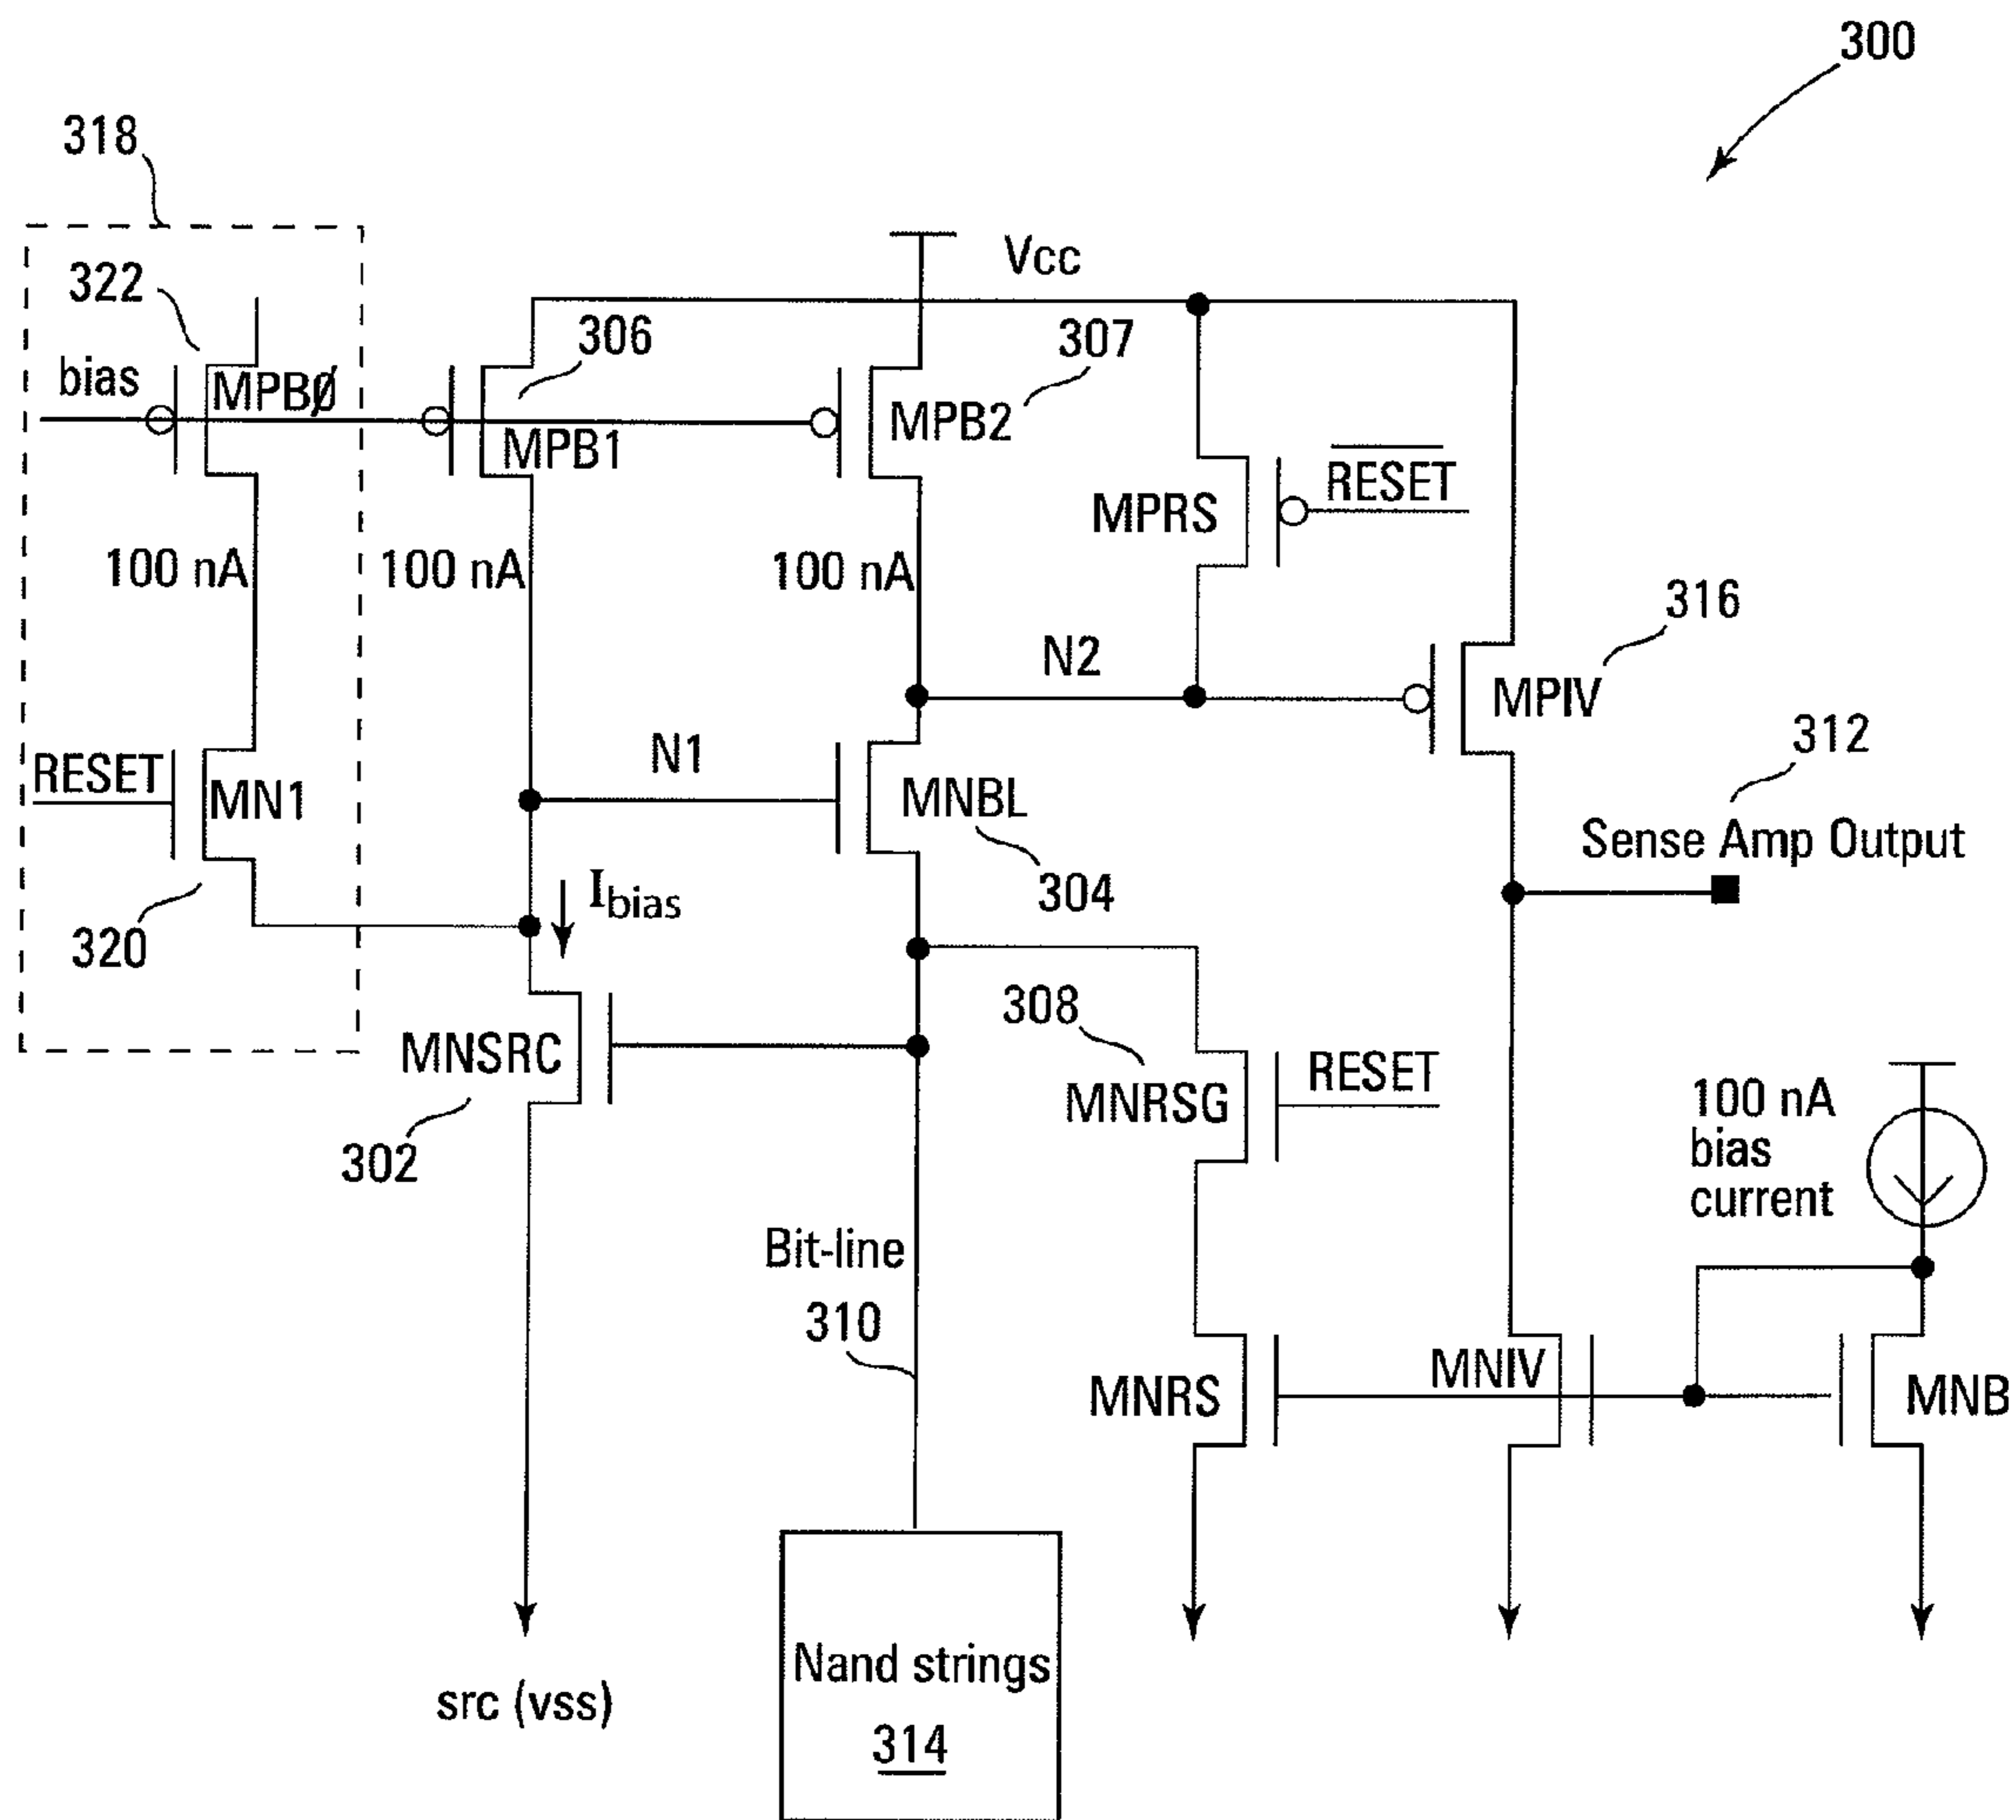 300
318
322
bias
MPBØ
306
MPB1
Vcc
307
MPB2
RESET
MPRS
100 nA
100 nA
100 nA
316
N2
MPIV
312
RESET
MN1
N1
MNBL
Sense Amp Output
304
Ibias
320
308
MNSRC
MNRSG
RESET
302
100 nA
bias
current
Bit-line
310
MNRS
MNIV
MNB
Nand strings
314
src (vss)